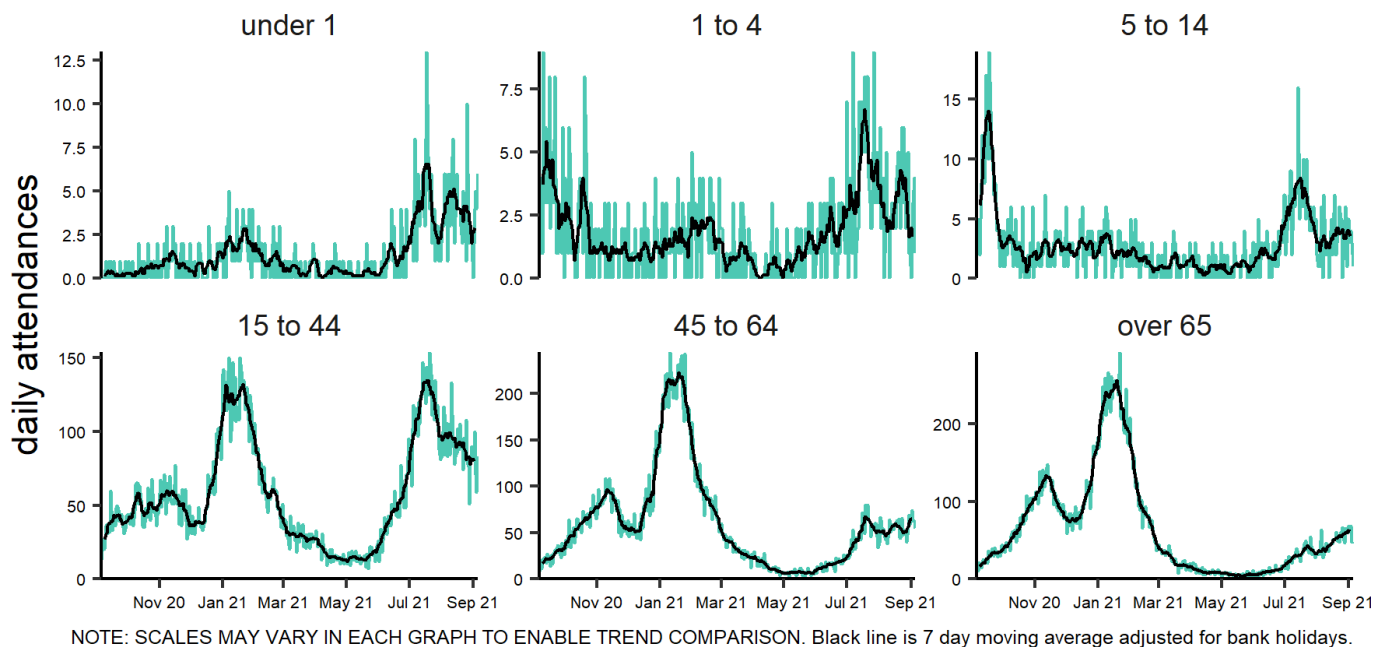 under 1
1 to 4
5 to 14
12.5
10.0
7.5
5.0
2.5
0.0
7.5
5.0
2.5
0.0
15
10
5
0
daily attendances
15 to 44
45 to 64
over 65
150
100
50
0
200
150
100
50
0
200
100
0
Nov 20 Jan 21 Mar 21 May 21 Jul 21 Sep 21
Nov 20 Jan 21 Mar 21 May 21 Jul 21 Sep 21
Nov 20 Jan 21 Mar 21 May 21 Jul 21 Sep 21
NOTE: SCALES MAY VARY IN EACH GRAPH TO ENABLE TREND COMPARISON. Black line is 7 day moving average adjusted for bank holidays.